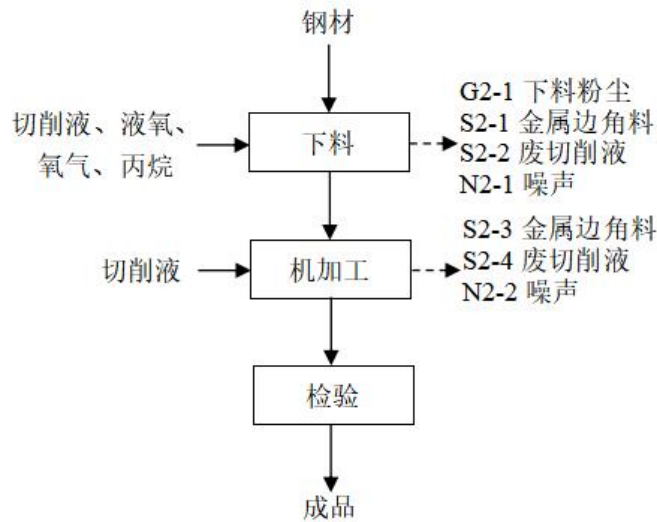 钢材
切削液、液氧、
氧气、丙烷
下料
G2-1 下料粉尘
S2-1 金属边角料
S2-2 废切削液
N2-1 噪声
切削液
机加工
S2-3 金属边角料
S2-4 废切削液
N2-2 噪声
检验
成品